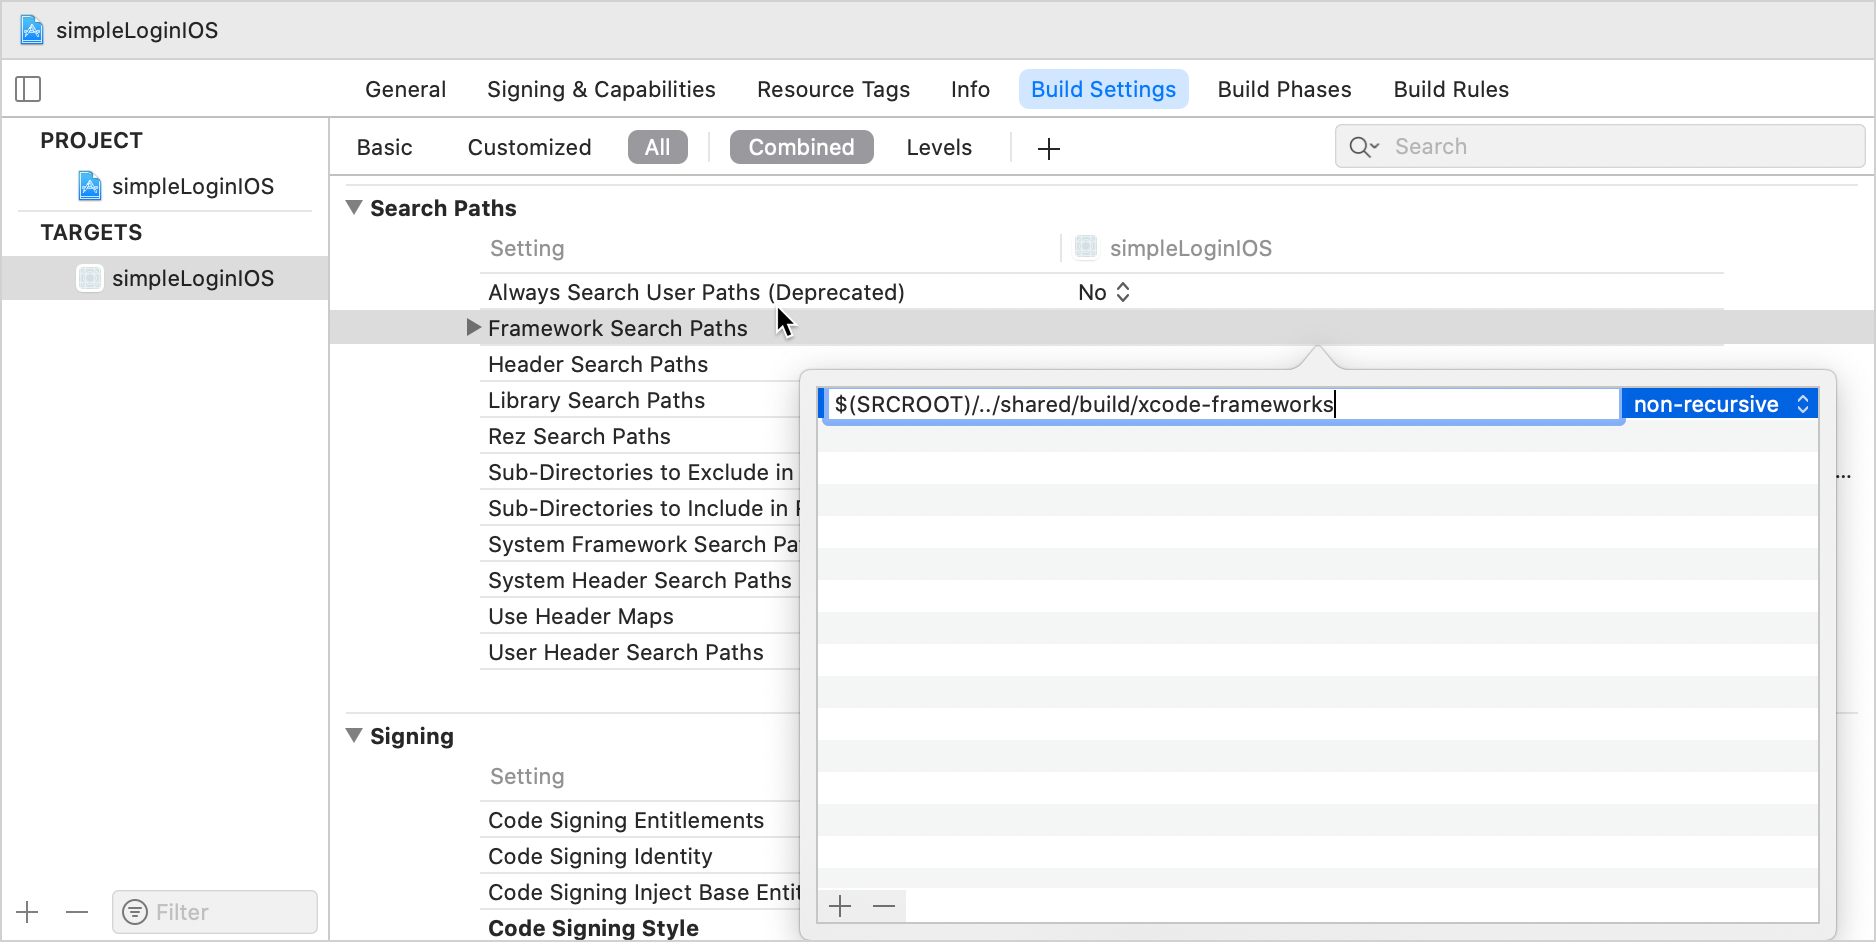 simpleLoginIOS
General Signing & Capabilities Resource Tags Info Build Settings Build Phases Build Rules
PROJECT
simpleLoginIOS
TARGETS
simpleLoginIOS
Basic Customized All Combined Levels Search
Search Paths
Setting simpleLoginIOS
Always Search User Paths (Deprecated) No
Framework Search Paths
Header Search Paths
Library Search Paths
Rez Search Paths
Sub-Directories to Exclude in
...
Sub-Directories to Include in
System Framework Search
System Header Search Paths
Use Header Maps
User Header Search Paths
$(SRCROOT)/../shared/build/xcode-frameworks non-recursive
Signing
Setting
Code Signing Entitlements
Code Signing Identity
Code Signing Inject Base
Code Signing Style
Filter